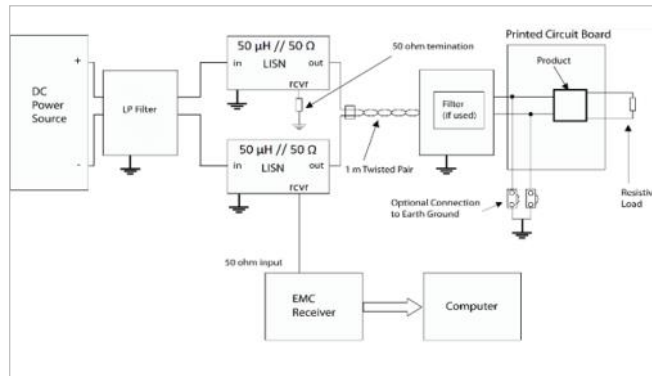 DC
Power
Source
+
-
LP Filter
50 µH // 50 Ω
LISN
in
out
rcvr
50 ohm temination
50 µH // 50 Ω
LISN
in
out
rcvr
1 m Twisted Pair
Filter
(if used)
Printed Circuit Board
Product
Resistive
Load
Optional Connection
to Earth Ground
50 ohm input
EMC
Receiver
Computer